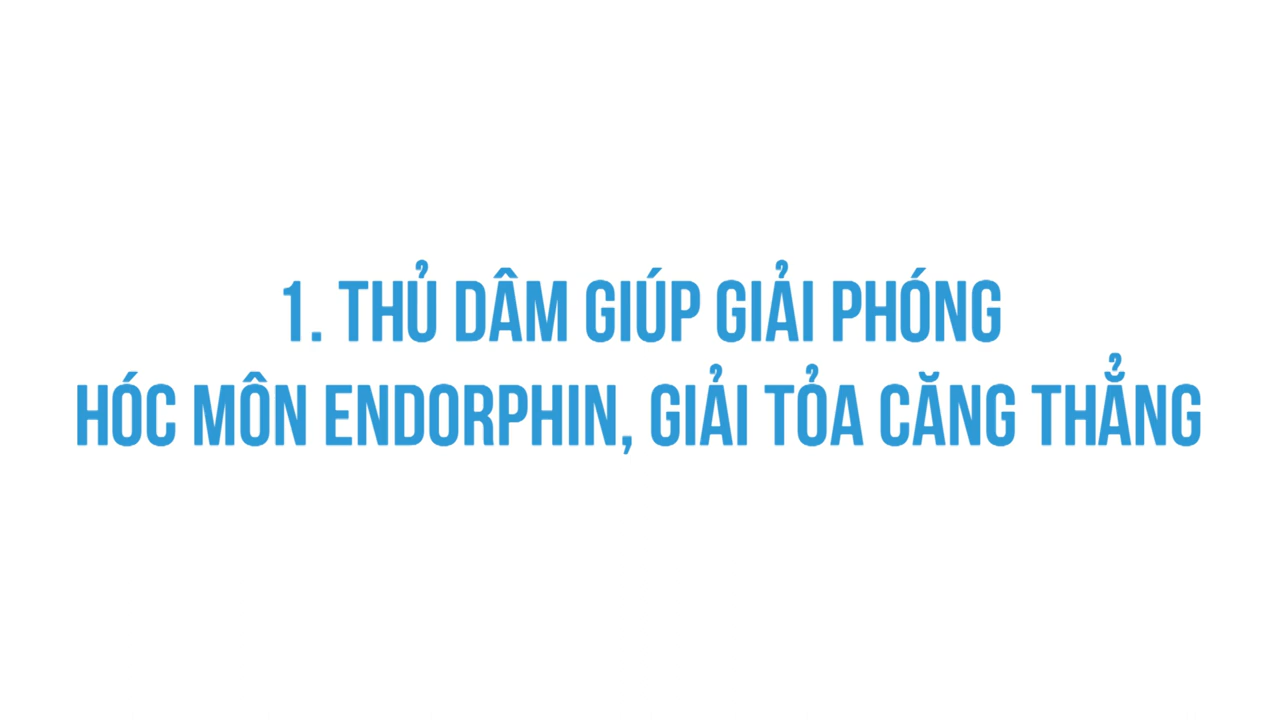 1. THỦ DÂM GIÚP GIẢI PHÓNG
HÓC MÔN ENDORPHIN, GIẢI TỎA CĂNG THẲNG